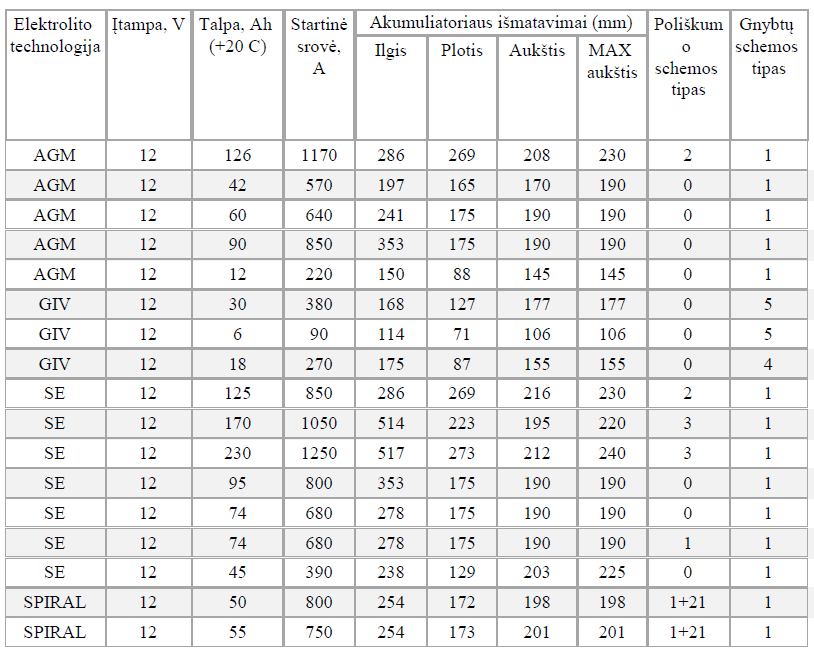 Elektrolito technologija | Įtampa, V | Talpa, Ah (+20 C) | Startinė srovė, A | Akumuliatoriaus išmatavimai (mm) | Poliškum o schemos tipas | Gnybtų schemos tipas
Ilgis | Plotis | Aukštis | MAX aukštis
AGM 12 126 1170 286 269 208 230 2 1
AGM 12 42 570 197 165 170 190 0 1
AGM 12 60 640 241 175 190 190 0 1
AGM 12 90 850 353 175 190 190 0 1
AGM 12 12 220 150 88 145 145 0 1
GIV 12 30 380 168 127 177 177 0 5
GIV 12 6 90 114 71 106 106 0 5
GIV 12 18 270 175 87 155 155 0 4
SE 12 125 850 286 269 216 230 2 1
SE 12 170 1050 514 223 195 220 3 1
SE 12 230 1250 517 273 212 240 3 1
SE 12 95 800 353 175 190 190 0 1
SE 12 74 680 278 175 190 190 0 1
SE 12 74 680 278 175 190 190 1 1
SE 12 45 390 238 129 203 225 0 1
SPIRAL 12 50 800 254 172 198 198 1+21 1
SPIRAL 12 55 750 254 173 201 201 1+21 1